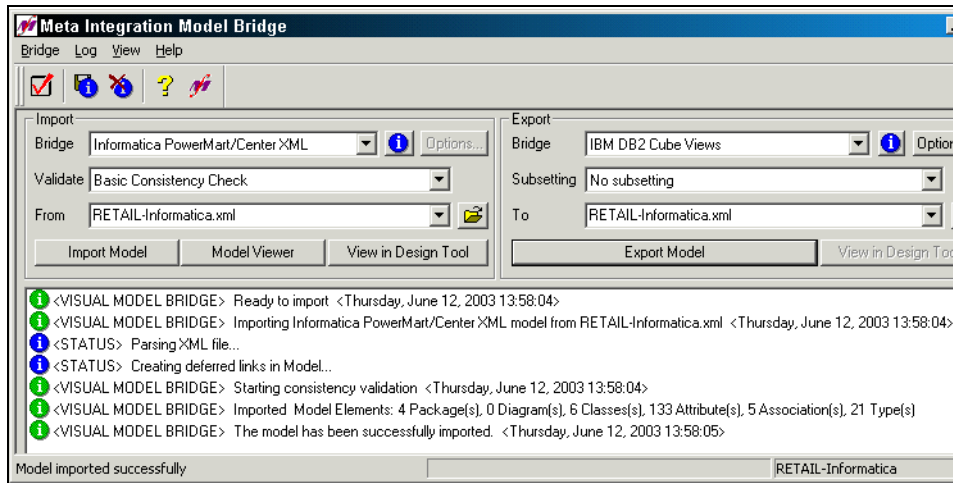 Meta Integration Model Bridge
Bridge Log View Help
Import
Export
Bridge Informatica PowerMart/Center XML Options...
Bridge IBM DB2 Cube Views Option
Validate Basic Consistency Check
Subsetting No subsetting
From RETAIL-Informatica.xml
To RETAIL-Informatica.xml
Import Model Model Viewer View in Design Tool
Export Model View in Design Too
<VISUAL MODEL BRIDGE> Ready to import <Thursday, June 12, 2003 13:58:04>
<VISUAL MODEL BRIDGE> Importing Informatica PowerMart/Center XML model from RETAIL-Informatica.xml <Thursday, June 12, 2003 13:58:04>
<STATUS> Parsing XML file...
<STATUS> Creating deferred links in Model...
<VISUAL MODEL BRIDGE> Starting consistency validation <Thursday, June 12, 2003 13:58:04>
<VISUAL MODEL BRIDGE> Imported Model Elements: 4 Package(s), 0 Diagram(s), 6 Classes(s), 133 Attribute(s), 5 Association(s), 21 Type(s)
<VISUAL MODEL BRIDGE> The model has been successfully imported. <Thursday, June 12, 2003 13:58:05>
Model imported successfully
RETAIL-Informatica